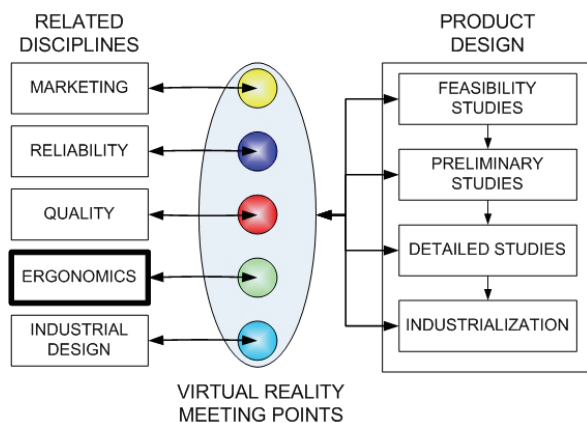 RELATED
DISCIPLINES
MARKETING
RELIABILITY
QUALITY
ERGONOMICS
INDUSTRIAL
DESIGN
VIRTUAL REALITY
MEETING POINTS
PRODUCT
DESIGN
FEASIBILITY
STUDIES
PRELIMINARY
STUDIES
DETAILED STUDIES
INDUSTRIALIZATION